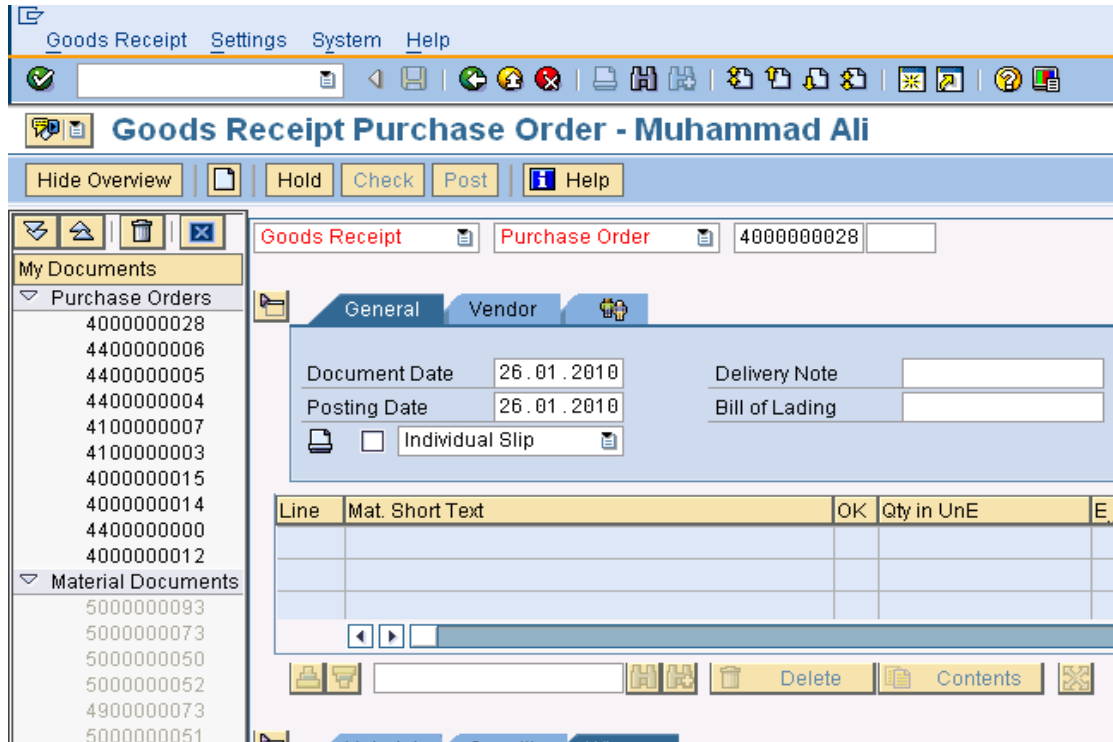 Goods Receipt Settings System Help
Goods Receipt Purchase Order - Muhammad Ali
Hide Overview Hold Check Post Help
Goods Receipt Purchase Order 4000000028
My Documents
Purchase Orders
4000000028
4400000006
4400000005
4400000004
4100000007
4100000003
4000000015
4000000014
4400000000
4000000012
Material Documents
5000000093
5000000073
5000000050
5000000052
4900000073
5000000051
General Vendor
Document Date 26.01.2010 Delivery Note
Posting Date 26.01.2010 Bill of Lading
Individual Slip
Line Mat. Short Text OK Qty in UnE E
Delete Contents